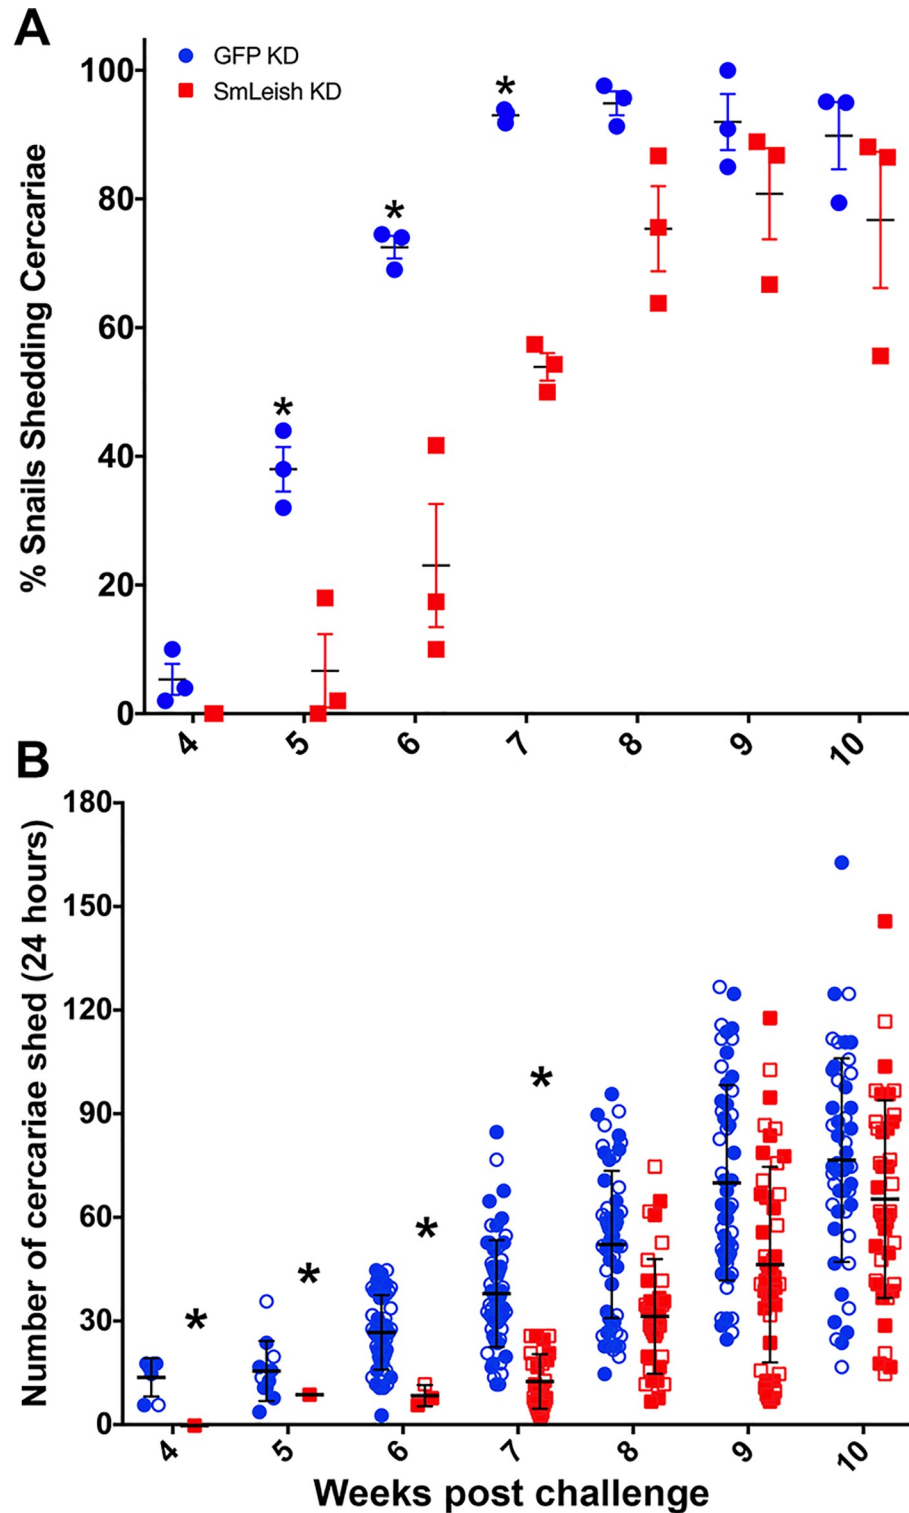 A
GFP KD
SmLeish KD
% Snails Shedding Cercariae
100
80
60
40
20
0
*
*
*
4 5 6 7 8 9 10
B
Number of cercariae shed (24 hours)
180
150
120
90
60
30
0
*
*
*
*
4 5 6 7 8 9 10
Weeks post challenge